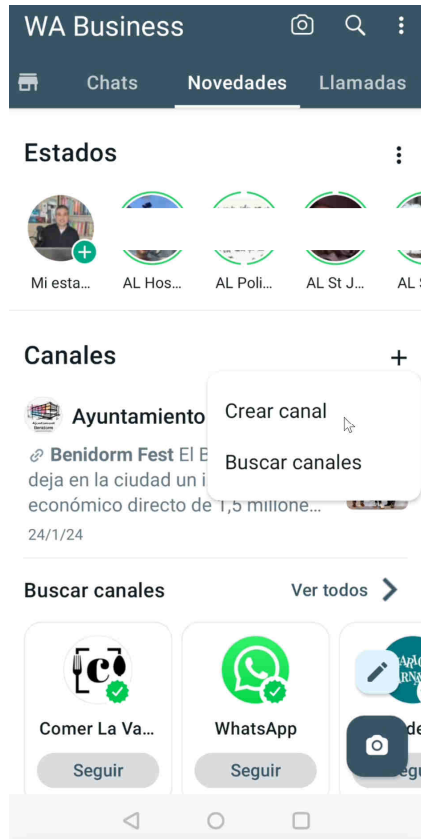 WA Business
Chats Novedades Llamadas
Estados
Mi esta... AL Hos... AL Poli... AL St J... AL
Canales
Crear canal
Buscar canales
Ayuntamiento
Benidorm Fest El B
deja en la ciudad un i
económico directo de 1,5 millone...
24/1/24
Buscar canales Ver todos
Comer La Va... WhatsApp
Seguir Seguir